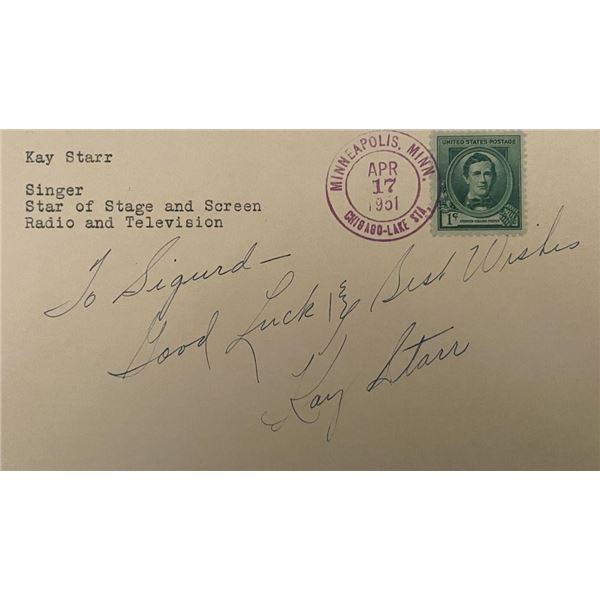 Kay Starr
Singer
Star of Stage and Screen
Radio and Television
MINNEAPOLIS, MINN.
APR
17
1951
CHICAGO-LAKE STA.
UNITED STATES POSTAGE
1¢
STEPHEN COLLINS FOSTER
To Sigurd —
Good Luck & Best Wishes
Kay Starr